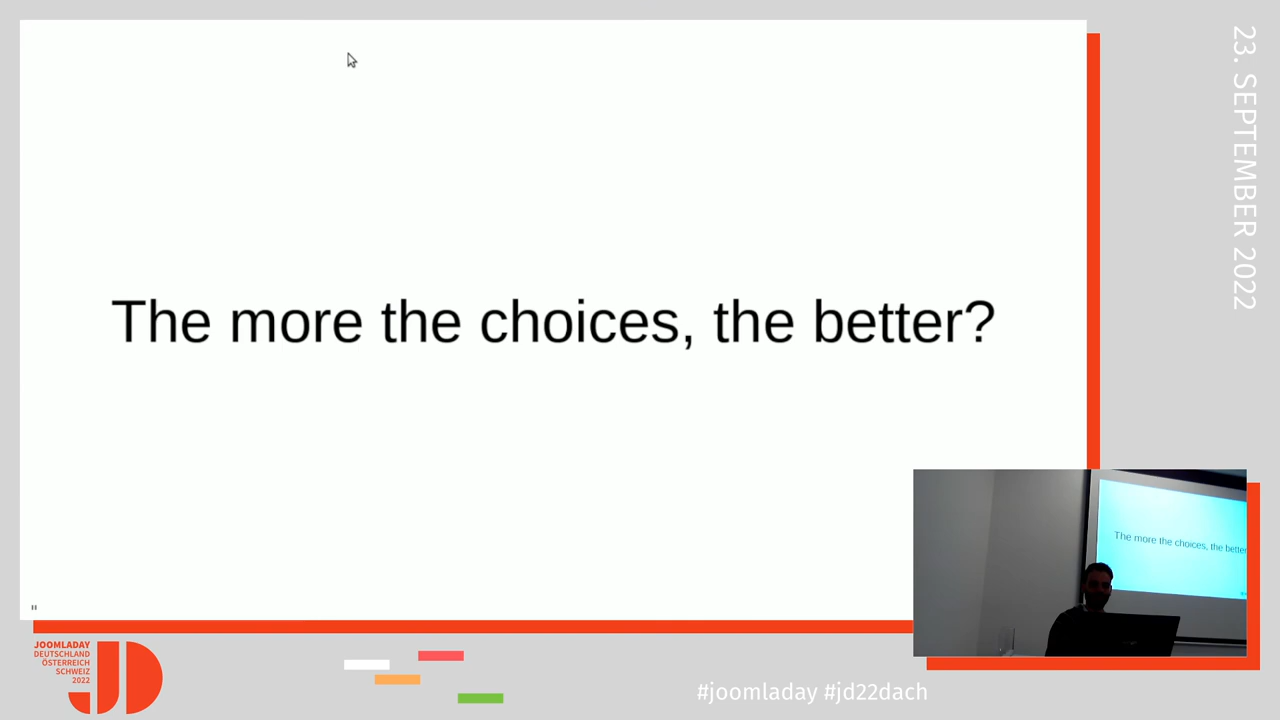 The more the choices, the better?
23. SEPTEMBER 2022
The more the choices, the better
JOOMLADAY
DEUTSCHLAND
ÖSTERREICH
SCHWEIZ
2022
JD
#joomladay #jd22dach